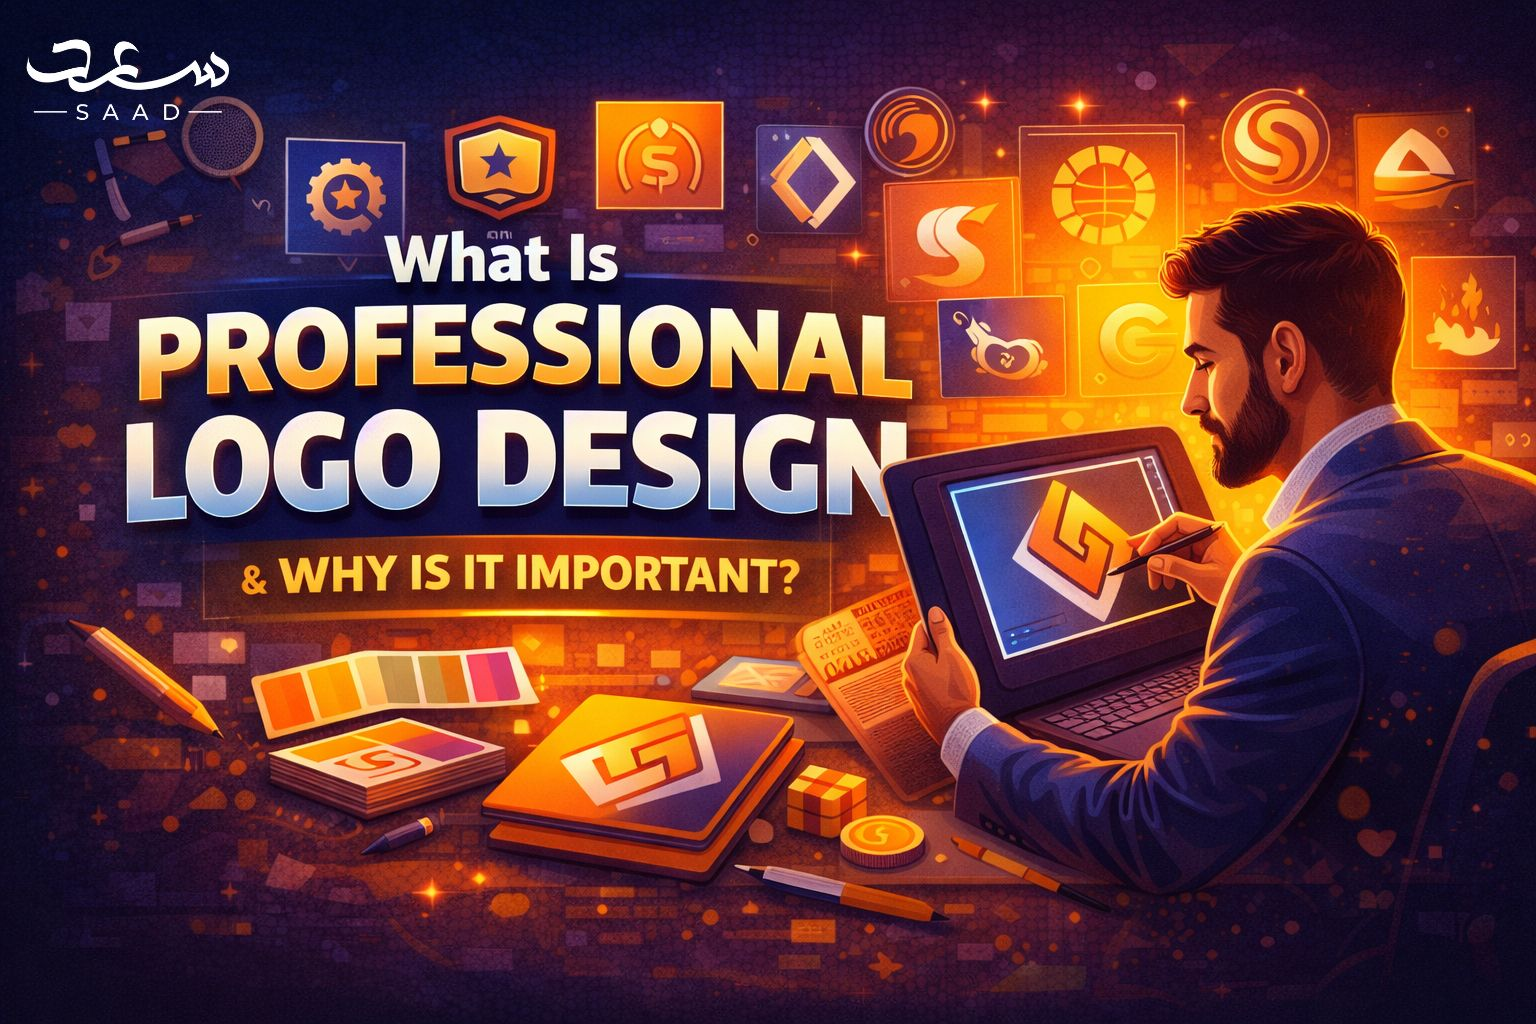 سعد
SAAD
What Is
PROFESSIONAL
LOGO DESIGN
& WHY IS IT IMPORTANT?